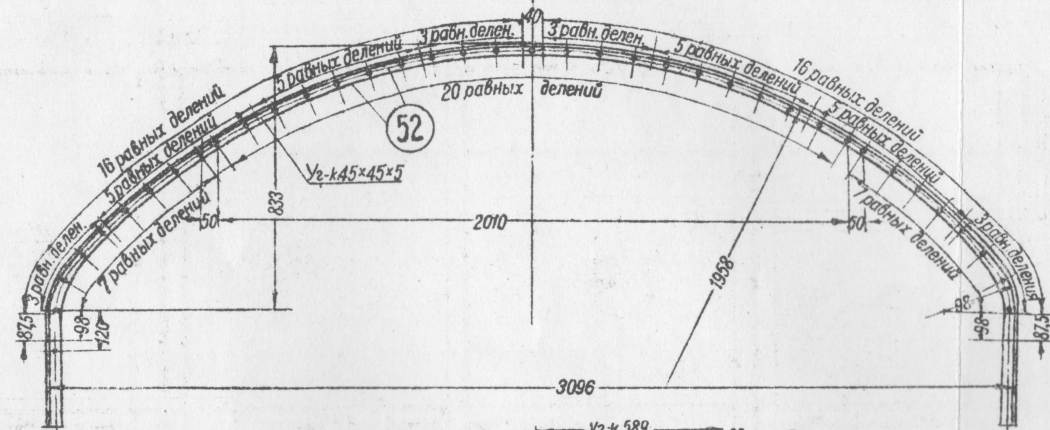 40
3 равн. делен.
3 равн. делен.
5 равных делений
5 равных делений
16 равных делений
16 равных делений
20 равных делений
52
5 равных делений
5 равных делений
Уг-к 45×45×5
833
50
2010
50
7 равных делений
7 равных делений
3 равн. делен.
3 равн. деления
1958
87,5
98
120
98
98
87,5
3096
Уг-к 589